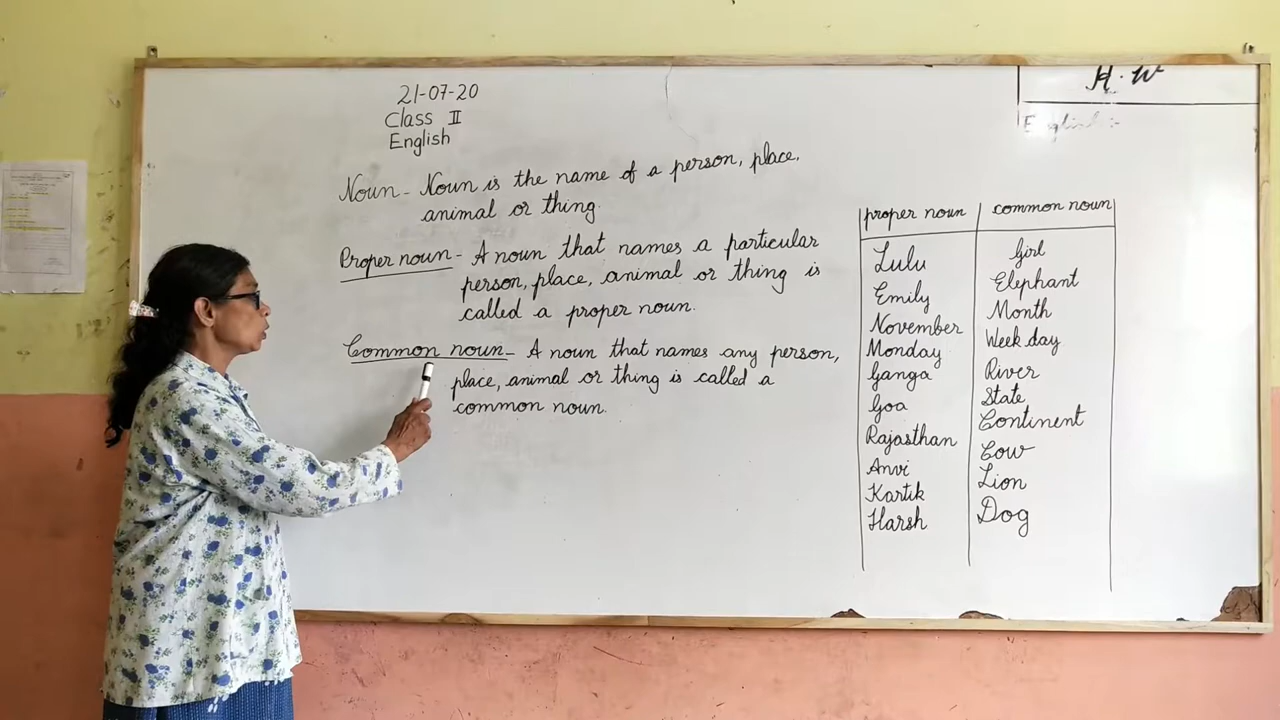 21-07-20
Class II
English
H.W
English :-
Noun - Noun is the name of a person, place,
animal or thing.
Proper noun - A noun that names a particular
person, place, animal or thing is
called a proper noun.
Common noun - A noun that names any person,
place, animal or thing is called a
common noun.
proper noun common noun
Lulu Girl
Emily Elephant
November Month
Monday Week day
Ganga River
Goa State
Rajasthan Continent
Anvi Cow
Kartik Lion
Harsh Dog